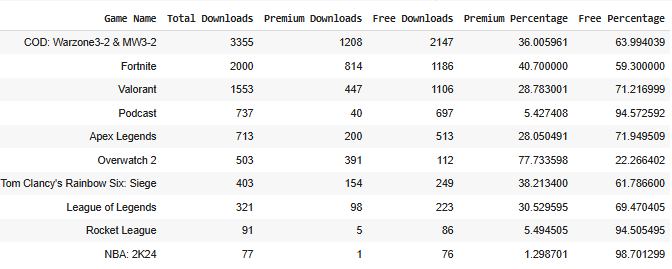 Game Name Total Downloads Premium Downloads Free Downloads Premium Percentage Free Percentage
COD: Warzone3-2 & MW3-2 3355 1208 2147 36.005961 63.994039
Fortnite 2000 814 1186 40.700000 59.300000
Valorant 1553 447 1106 28.783001 71.216999
Podcast 737 40 697 5.427408 94.572592
Apex Legends 713 200 513 28.050491 71.949509
Overwatch 2 503 391 112 77.733598 22.266402
Tom Clancy's Rainbow Six: Siege 403 154 249 38.213400 61.786600
League of Legends 321 98 223 30.529595 69.470405
Rocket League 91 5 86 5.494505 94.505495
NBA: 2K24 77 1 76 1.298701 98.701299